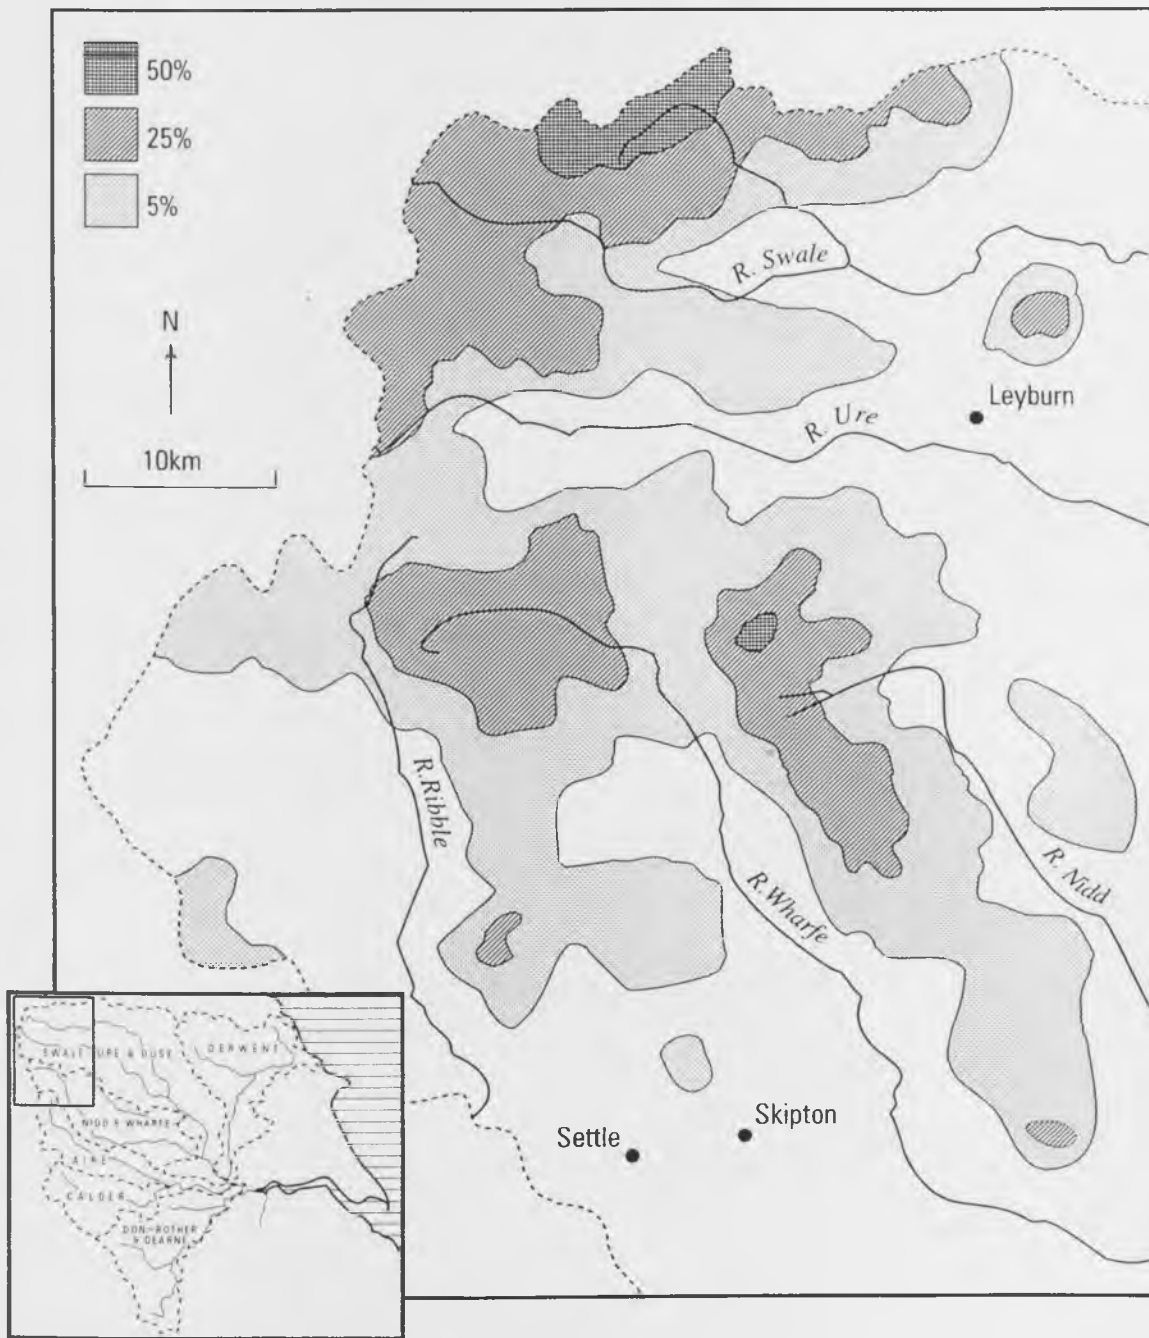 50%
25%
5%
N
10km
R. Swale
Leyburn
R. Ure
R.Ribble
R.Wharfe
R. Nidd
Settle
Skipton
SWALE URE & OUSE
DERWENT
NIDD & WHARFE
AIRE
CALDER
DON-ROTHER
& DEARNE